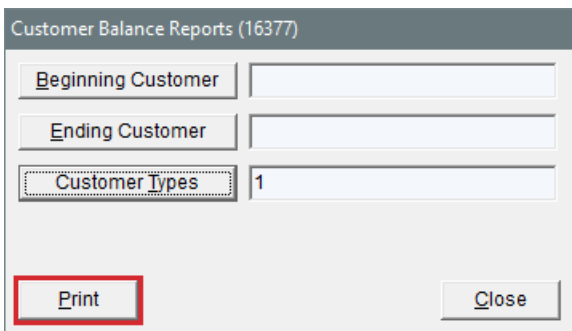 Customer Balance Reports (16377)
Beginning Customer
Ending Customer
Customer Types 1
Print Close